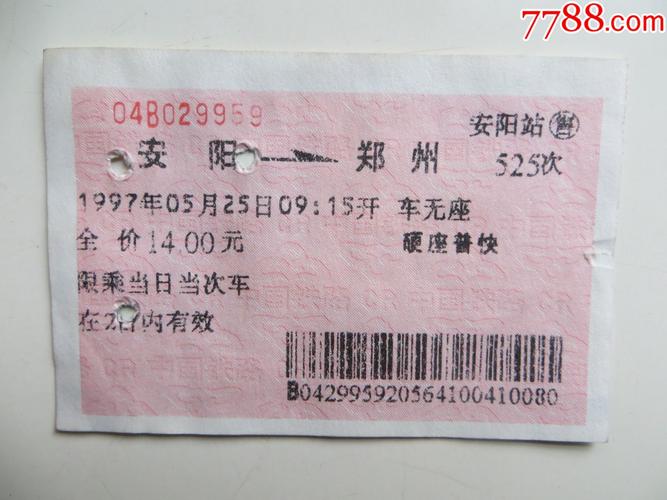 7788.com
04B029959
安阳站 售
安 阳 → 郑 州 525次
1997年05月25日09:15开 车无座
全 价14.00元 硬座普快
限乘当日当次车
在2日内有效
B042995920564100410080